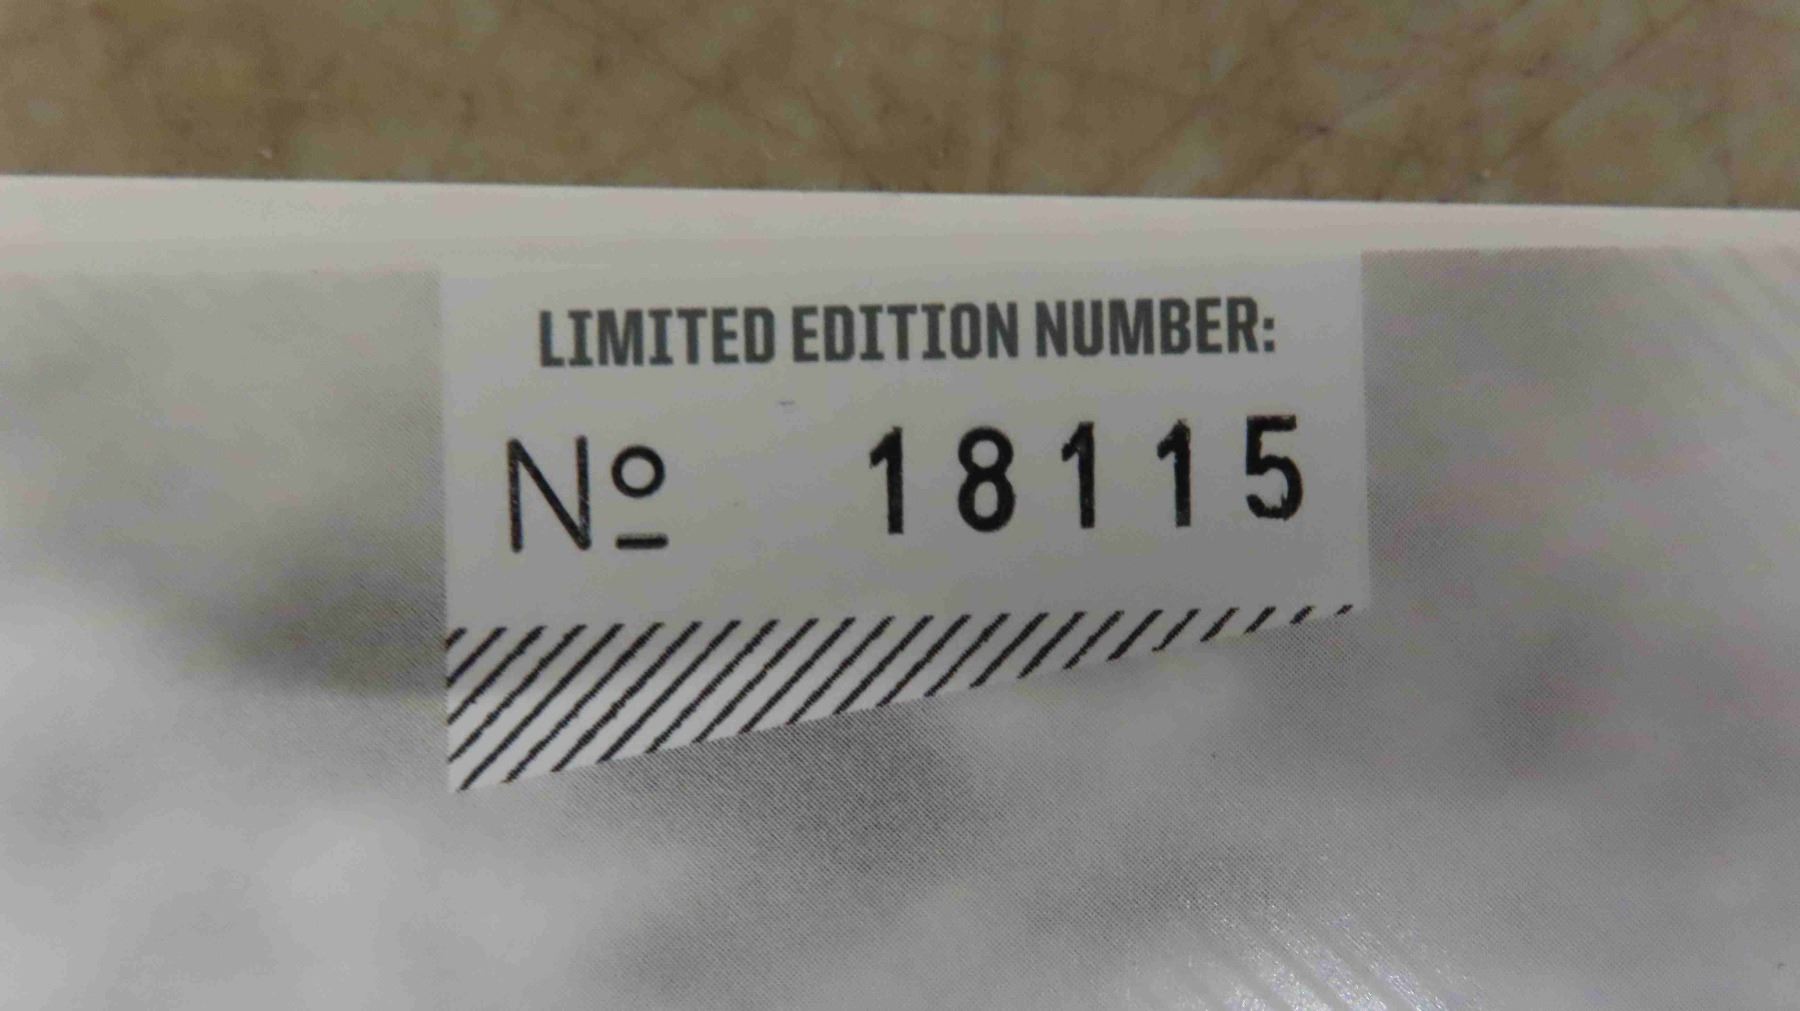 LIMITED EDITION NUMBER:
Nº 18115